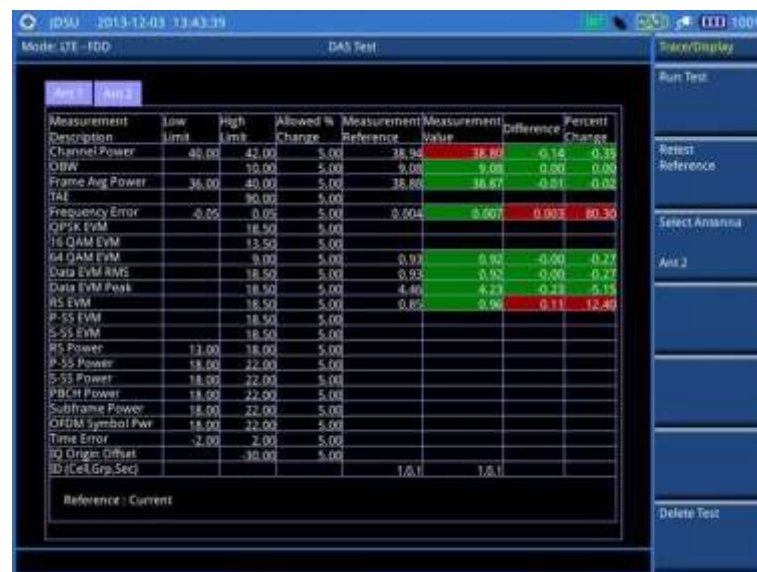 JDSU 2013-12-03 13:43:39 100%
Mode: LTE - FDD DAS Test Trace/Display
Run Test
Ant 1 Ant 2
Measurement Description Low Limit High Limit Allowed % Change Measurement Reference Measurement Value Difference Percent Change
Channel Power 40.00 42.00 5.00 38.94 38.80 -0.14 -0.35
OBW 10.00 5.00 9.08 9.08 0.00 0.00
Frame Avg Power 36.00 40.00 5.00 38.88 38.87 -0.01 -0.02
TAE 90.00 5.00
Frequency Error -0.05 0.05 5.00 0.004 0.007 0.003 80.30
QPSK EVM 18.50 5.00
16 QAM EVM 13.50 5.00
64 QAM EVM 9.00 5.00 0.93 0.92 -0.00 -0.27
Data EVM RMS 18.50 5.00 0.93 0.92 -0.00 -0.27
Data EVM Peak 18.50 5.00 4.46 4.23 -0.23 -5.15
RS EVM 18.50 5.00 0.85 0.96 0.11 12.40
P-SS EVM 18.50 5.00
S-SS EVM 18.50 5.00
RS Power 13.00 18.00 5.00
P-SS Power 18.00 22.00 5.00
S-SS Power 18.00 22.00 5.00
PBCH Power 18.00 22.00 5.00
Subframe Power 18.00 22.00 5.00
OFDM Symbol Pwr 18.00 22.00 5.00
Time Error -2.00 2.00 5.00
IQ Origin Offset -30.00 5.00
ID (Cell,Grp,Sec) 1,0,1 1,0,1
Reference : Current
Retest Reference
Select Antenna
Ant 2
Delete Test